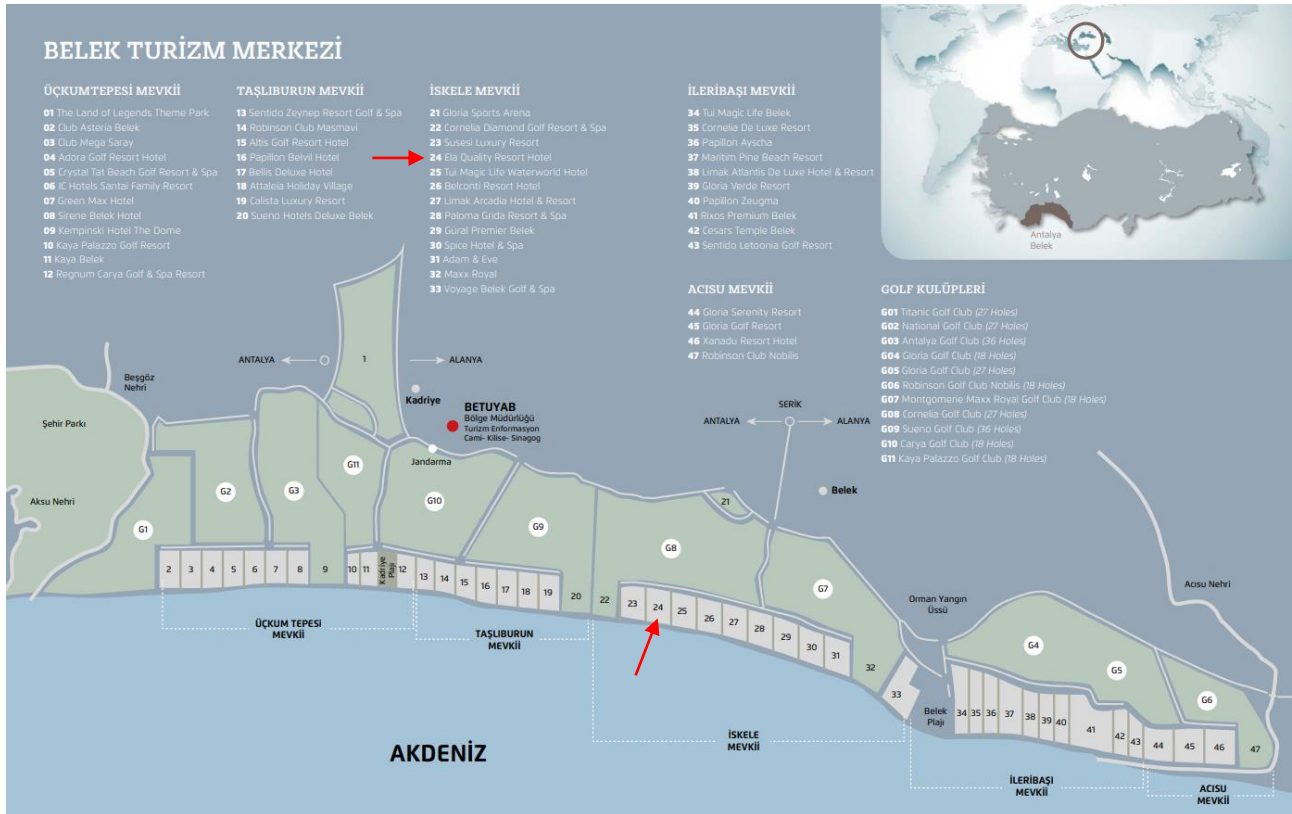 BELEK TURİZM MERKEZİ
ÜÇKUMTEPESİ MEVKİİ
01 The Land of Legends Theme Park
02 Club Asteria Belek
03 Club Mega Saray
04 Adora Golf Resort Hotel
05 Crystal Tat Beach Golf Resort & Spa
06 IC Hotels Santai Family Resort
07 Green Max Hotel
08 Sirene Belek Hotel
09 Kempinski Hotel The Dome
10 Kaya Palazzo Golf Resort
11 Kaya Belek
12 Regnum Carya Golf & Spa Resort
TAŞLIBURUN MEVKİİ
13 Sentido Zeynep Resort Golf & Spa
14 Robinson Club Masmavi
15 Altis Golf Resort Hotel
16 Papillon Belvil Hotel
17 Bellis Deluxe Hotel
18 Attaleia Holiday Village
19 Calista Luxury Resort
20 Sueno Hotels Deluxe Belek
İSKELE MEVKİİ
21 Gloria Sports Arena
22 Cornelia Diamond Golf Resort & Spa
23 Susesi Luxury Resort
24 Ela Quality Resort Hotel
25 Tui Magic Life Waterworld Hotel
26 Belconti Resort Hotel
27 Limak Arcadia Hotel & Resort
28 Paloma Grida Resort & Spa
29 Güral Premier Belek
30 Spice Hotel & Spa
31 Adam & Eve
32 Maxx Royal
33 Voyage Belek Golf & Spa
İLERİBAŞI MEVKİİ
34 Tui Magic Life Belek
35 Cornelia De Luxe Resort
36 Papillon Ayscha
37 Maritim Pine Beach Resort
38 Limak Atlantis De Luxe Hotel & Resort
39 Gloria Verde Resort
40 Papillon Zeugma
41 Rixos Premium Belek
42 Cesars Temple Belek
43 Sentido Letoonia Golf Resort
ACISU MEVKİİ
44 Gloria Serenity Resort
45 Gloria Golf Resort
46 Xanadu Resort Hotel
47 Robinson Club Nobilis
GOLF KULÜPLERİ
G01 Titanic Golf Club (27 Holes)
G02 National Golf Club (27 Holes)
G03 Antalya Golf Club (36 Holes)
G04 Gloria Golf Club (18 Holes)
G05 Gloria Golf Club (27 Holes)
G06 Robinson Golf Club Nobilis (18 Holes)
G07 Montgomerie Maxx Royal Golf Club (18 Holes)
G08 Cornelia Golf Club (27 Holes)
G09 Sueno Golf Club (36 Holes)
G10 Carya Golf Club (18 Holes)
G11 Kaya Palazzo Golf Club (18 Holes)
Antalya
Belek
ANTALYA
1
ALANYA
Beşgöz
Nehri
Kadriye
BETUYAB
Bölge Müdürlüğü
Turizm Enformasyon
Cami- Kilise- Sinagog
SERİK
ANTALYA
ALANYA
Şehir Parkı
Jandarma
Aksu Nehri
Belek
G1
G2
G3
G11
G10
G9
G8
21
G7
Orman Yangın
Üssü
Acısu Nehri
G4
G5
G6
2
3
4
5
6
7
8
9
10
11
Kadriye
Plajı
12
13
14
15
16
17
18
19
20
22
23
24
25
26
27
28
29
30
31
32
33
Belek
Plajı
34
35
36
37
38
39
40
41
42
43
44
45
46
47
ÜÇKUM TEPESI
MEVKİİ
TAŞLIBURUN
MEVKİİ
İSKELE
MEVKİİ
AKDENİZ
İLERİBAŞI
MEVKİİ
ACISU
MEVKİİ